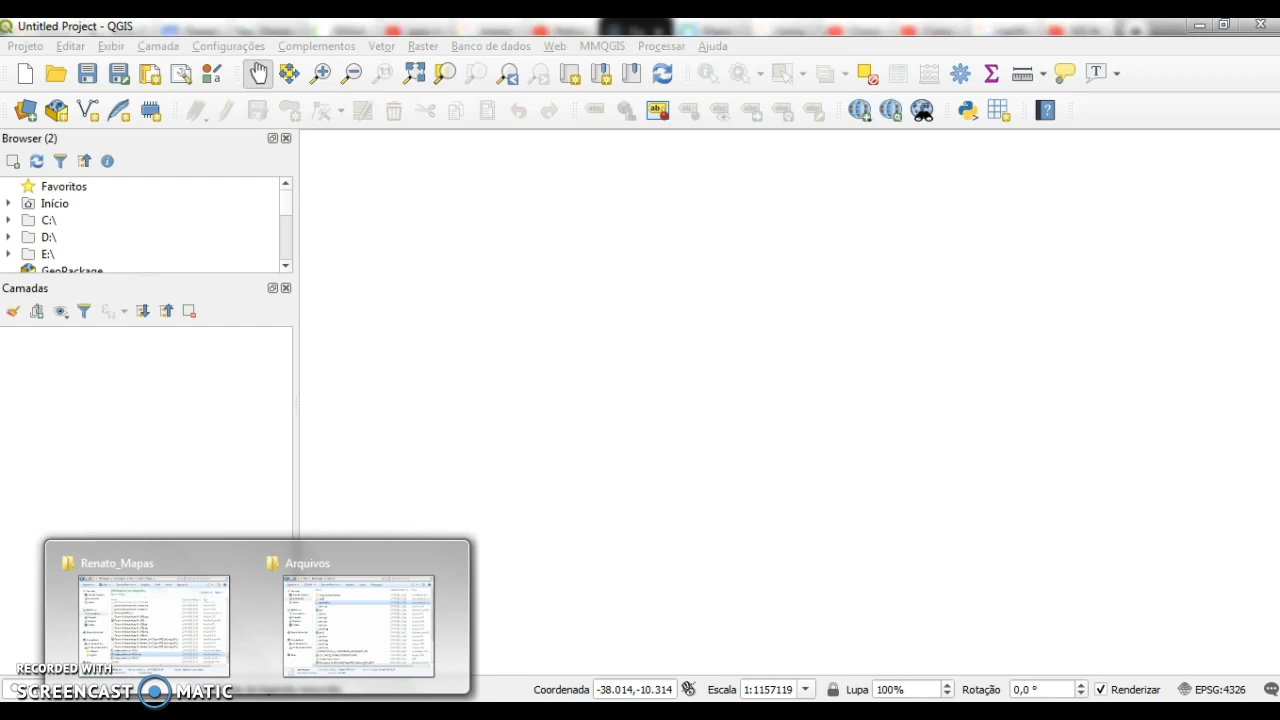 Untitled Project - QGIS
Projeto Editar Exibir Camada Configurações Complementos Vetor Raster Banco de dados Web MMQGIS Processar Ajuda
Browser (2)
Favoritos
Início
C:\
D:\
E:\
GeoPackage
Camadas
Renato_Mapas Arquivos
RECORDED WITH
SCREENCAST MATIC
Coordenada -38.014,-10.314 Escala 1:1157119 Lupa 100% Rotação 0,0 ° Renderizar EPSG:4326